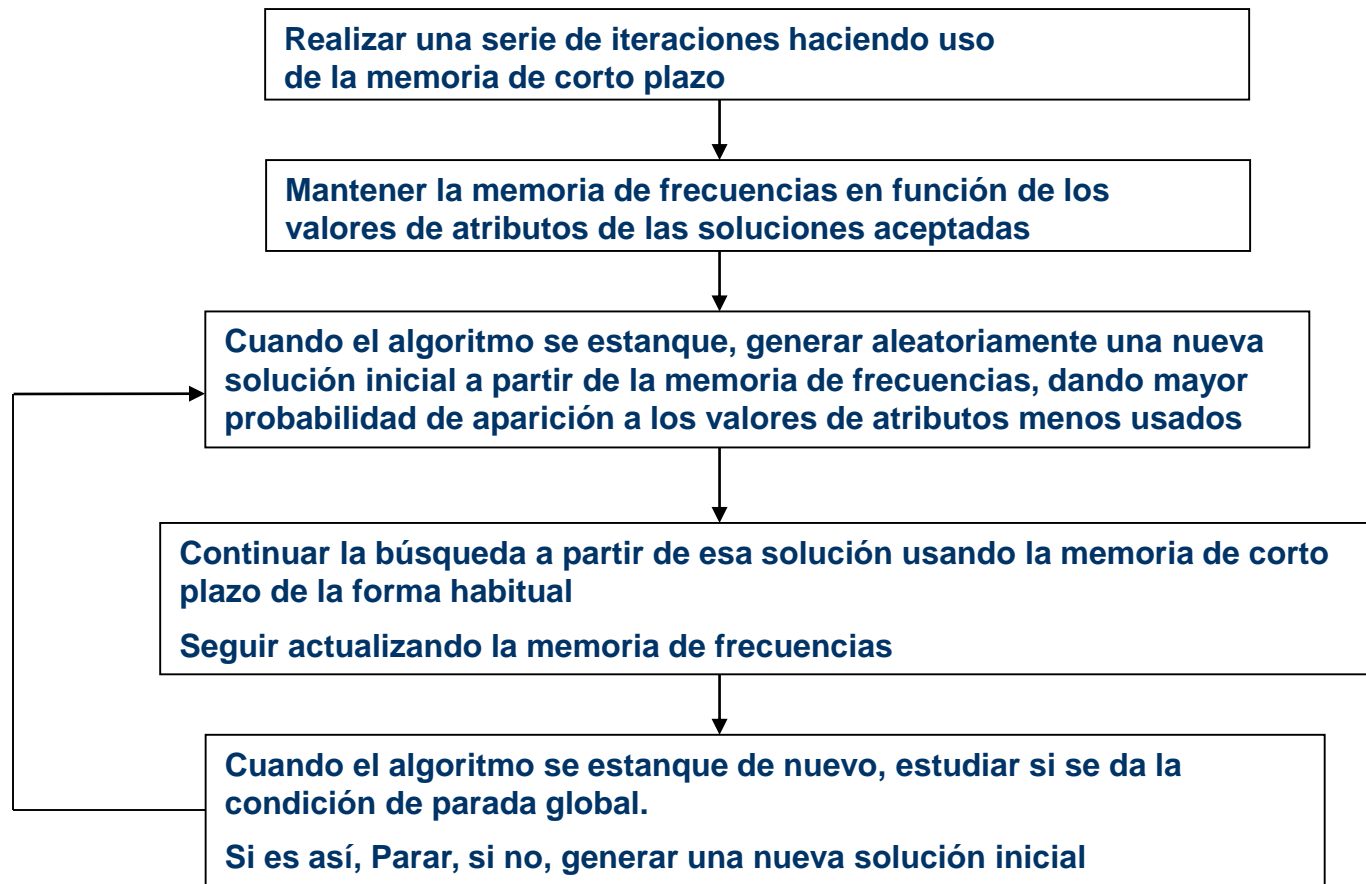 Realizar una serie de iteraciones haciendo uso
de la memoria de corto plazo
Mantener la memoria de frecuencias en función de los
valores de atributos de las soluciones aceptadas
Cuando el algoritmo se estanque, generar aleatoriamente una nueva
solución inicial a partir de la memoria de frecuencias, dando mayor
probabilidad de aparición a los valores de atributos menos usados
Continuar la búsqueda a partir de esa solución usando la memoria de corto
plazo de la forma habitual
Seguir actualizando la memoria de frecuencias
Cuando el algoritmo se estanque de nuevo, estudiar si se da la
condición de parada global.
Si es así, Parar, si no, generar una nueva solución inicial